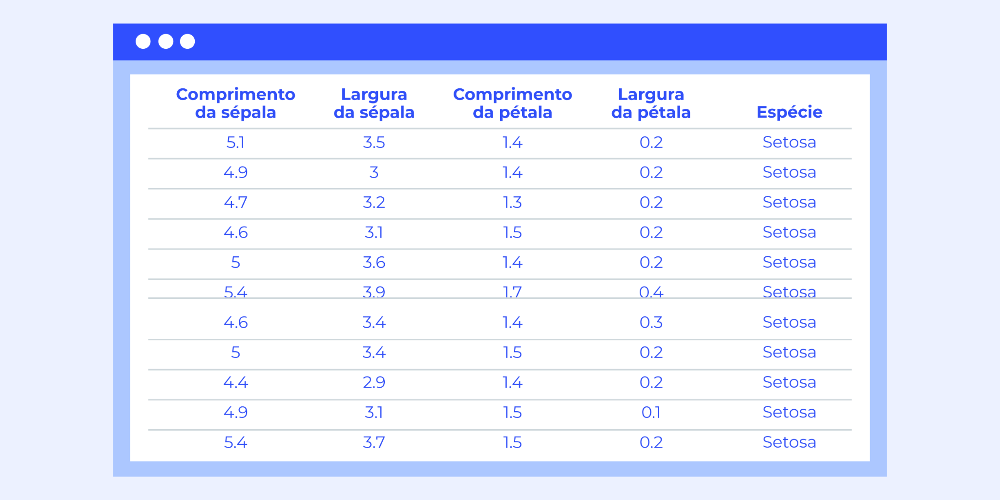 Comprimento da sépala Largura da sépala Comprimento da pétala Largura da pétala Espécie
5.1 3.5 1.4 0.2 Setosa
4.9 3 1.4 0.2 Setosa
4.7 3.2 1.3 0.2 Setosa
4.6 3.1 1.5 0.2 Setosa
5 3.6 1.4 0.2 Setosa
5.4 3.9 1.7 0.4 Setosa
4.6 3.4 1.4 0.3 Setosa
5 3.4 1.5 0.2 Setosa
4.4 2.9 1.4 0.2 Setosa
4.9 3.1 1.5 0.1 Setosa
5.4 3.7 1.5 0.2 Setosa